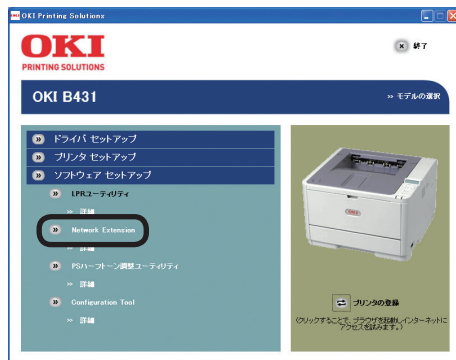 OKI Printing Solutions
OKI
PRINTING SOLUTIONS
終了
OKI B431
モデルの選択
ドライバ セットアップ
プリンタ セットアップ
ソフトウェア セットアップ
LPRユーティリティ
詳細
Network Extension
詳細
PSハーフトーン調整ユーティリティ
詳細
Configuration Tool
詳細
プリンタの登録
(クリックすることで、ブラウザを起動し、インターネットに
アクセスを試みます。)